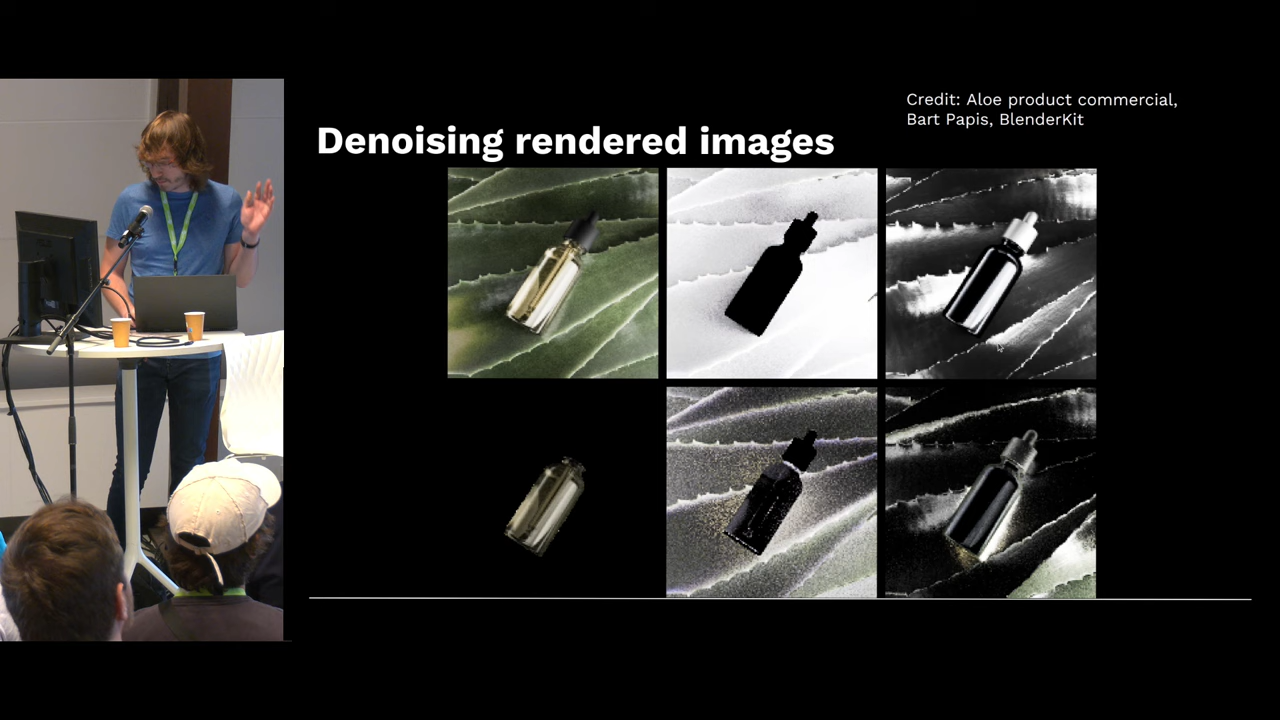 Credit: Aloe product commercial,
Bart Papis, BlenderKit
Denoising rendered images